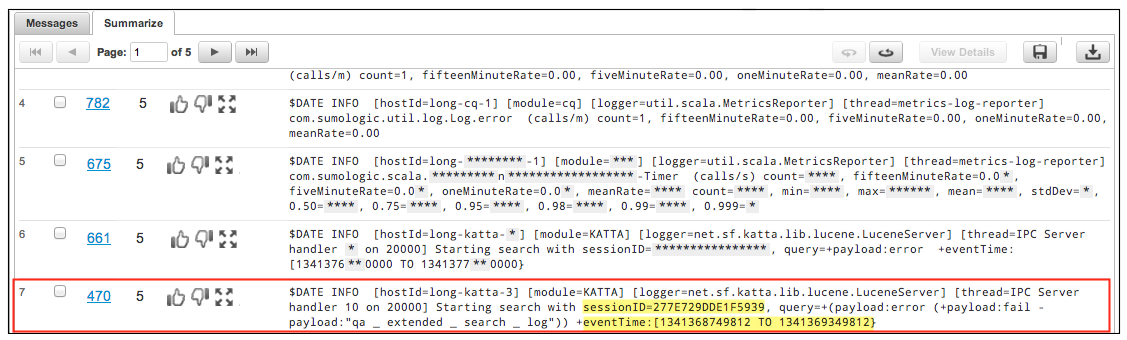 Messages
Summarize
Page: 1 of 5
View Details
(calls/m) count=1, fifteenMinuteRate=0.00, fiveMinuteRate=0.00, oneMinuteRate=0.00, meanRate=0.00
4 782 5 $DATE INFO [hostId=long-cq-1] [module=cq] [logger=util.scala.MetricsReporter] [thread=metrics-log-reporter]
com.sumologic.util.log.Log.error (calls/m) count=1, fifteenMinuteRate=0.00, fiveMinuteRate=0.00, oneMinuteRate=0.00,
meanRate=0.00
5 675 5 $DATE INFO [hostId=long-********-1] [module=***] [logger=util.scala.MetricsReporter] [thread=metrics-log-reporter]
com.sumologic.scala.*********n******************-Timer (calls/s) count=****, fifteenMinuteRate=0.0*,
fiveMinuteRate=0.0*, oneMinuteRate=0.0*, meanRate=**** count=****, min=****, max=******, mean=****, stdDev=*,
0.50=****, 0.75=****, 0.95=****, 0.98=****, 0.99=****, 0.999=*
6 661 5 $DATE INFO [hostId=long-katta-*] [module=KATTA] [logger=net.sf.katta.lib.lucene.LuceneServer] [thread=IPC Server
handler * on 20000] Starting search with sessionID=****************, query=+payload:error +eventTime:
[1341376**0000 TO 1341377**0000}
7 470 5 $DATE INFO [hostId=long-katta-3] [module=KATTA] [logger=net.sf.katta.lib.lucene.LuceneServer] [thread=IPC Server
handler 10 on 20000] Starting search with sessionID=277E729DDE1F5939, query=+(payload:error (+payload:fail -
payload:"qa _ extended _ search _ log")) +eventTime:[1341368749812 TO 1341369349812}